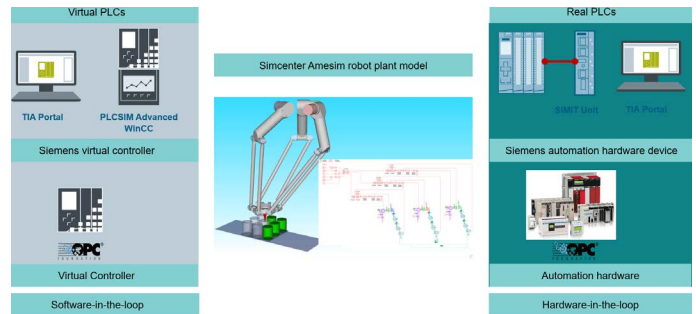 Virtual PLCs
TIA Portal
PLCSIM Advanced
WinCC
Siemens virtual controller
OPC
FOUNDATION
Virtual Controller
Software-in-the-loop
Simcenter Amesim robot plant model
Real PLCs
SIMIT Unit
TIA Portal
Siemens automation hardware device
OPC
FOUNDATION
Automation hardware
Hardware-in-the-loop